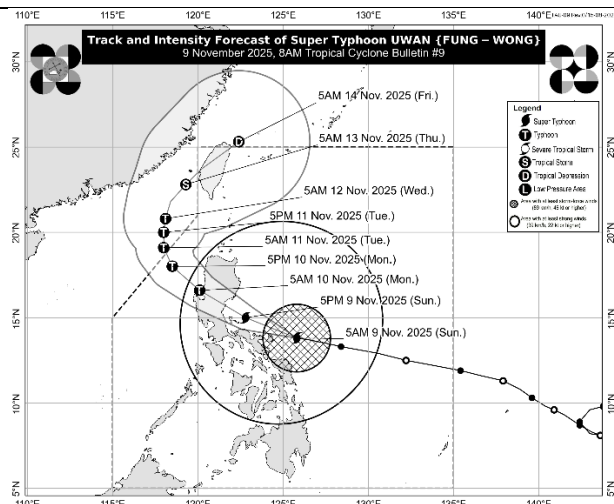 110°E 115°E 120°E 125°E 130°E 135°E 140°E
Track and Intensity Forecast of Super Typhoon UWAN {FUNG – WONG}
9 November 2025, 8AM Tropical Cyclone Bulletin #9
30°N
30°N
5AM 14 Nov. 2025 (Fri.)
Legend
Super Typhoon
T Typhoon
Severe Tropical Storm
S Tropical Storm
D Tropical Depression
L Low Pressure Area
5AM 13 Nov. 2025 (Thu.)
D
25°N
25°N
S
5AM 12 Nov. 2025 (Wed.)
T
5PM 11 Nov. 2025 (Tue.)
20°N
T
20°N
5AM 11 Nov. 2025 (Tue.)
T
5PM 10 Nov. 2025 (Mon.)
T
5AM 10 Nov. 2025 (Mon.)
T
5PM 9 Nov. 2025 (Sun.)
15°N
15°N
5AM 9 Nov. 2025 (Sun.)
10°N
10°N
5°N
5°N
110°E 115°E 120°E 125°E 130°E 135°E 140°E